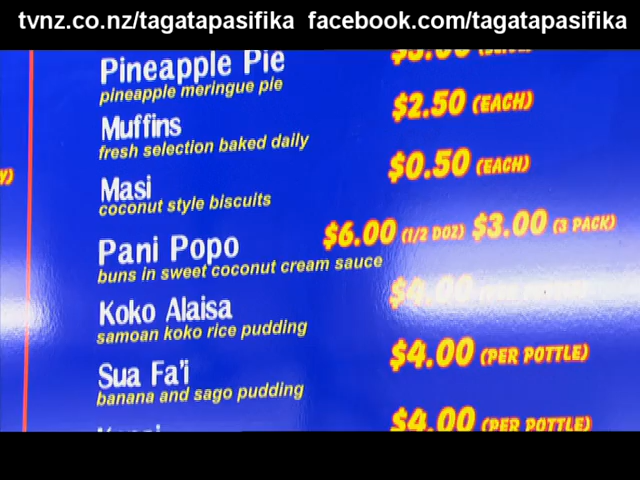 tvnz.co.nz/tagatapasifika facebook.com/tagatapasifika
Pineapple Pie
pineapple meringue pie
Muffins $2.50 (EACH)
fresh selection baked daily
Masi $0.50 (EACH)
coconut style biscuits
Pani Popo $6.00 (1/2 DOZ) $3.00 (3 PACK)
buns in sweet coconut cream sauce
Koko Alaisa $4.00
samoan koko rice pudding
Sua Fa'i $4.00 (PER POTTLE)
banana and sago pudding
$4.00 (PER POTTLE)